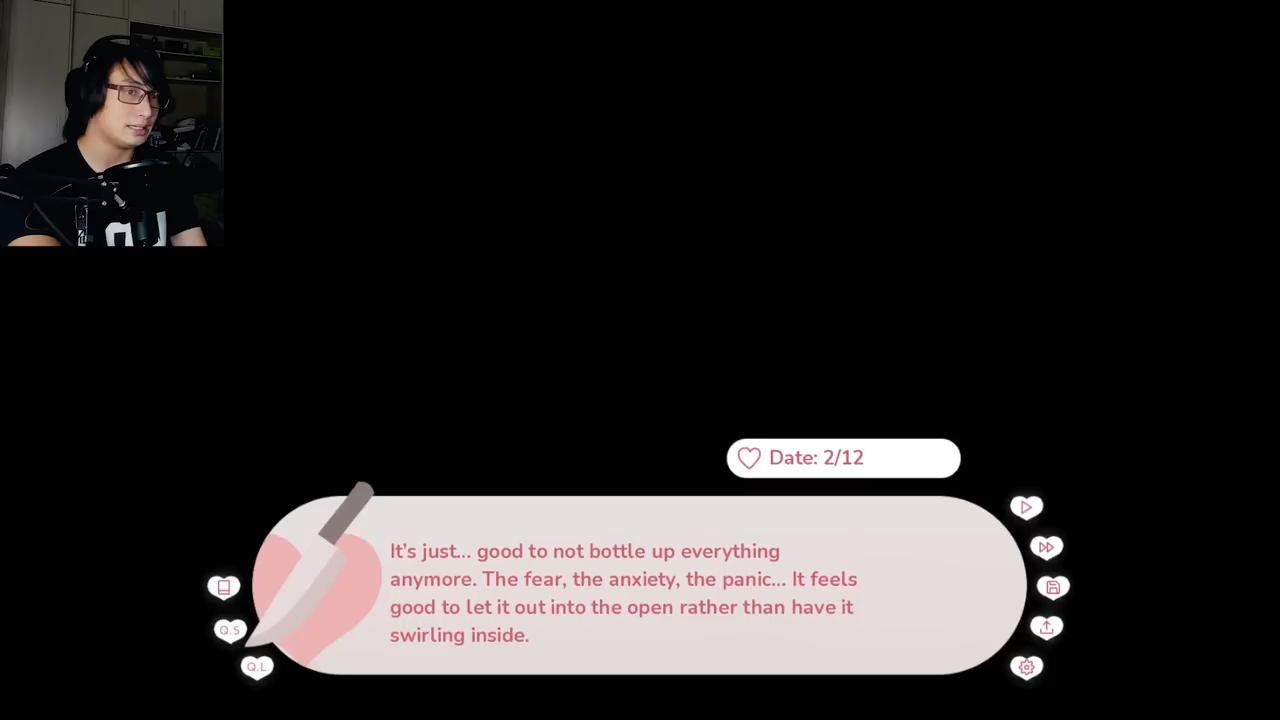 Date: 2/12
It's just... good to not bottle up everything
anymore. The fear, the anxiety, the panic... It feels
good to let it out into the open rather than have it
swirling inside.
Q.S
Q.L